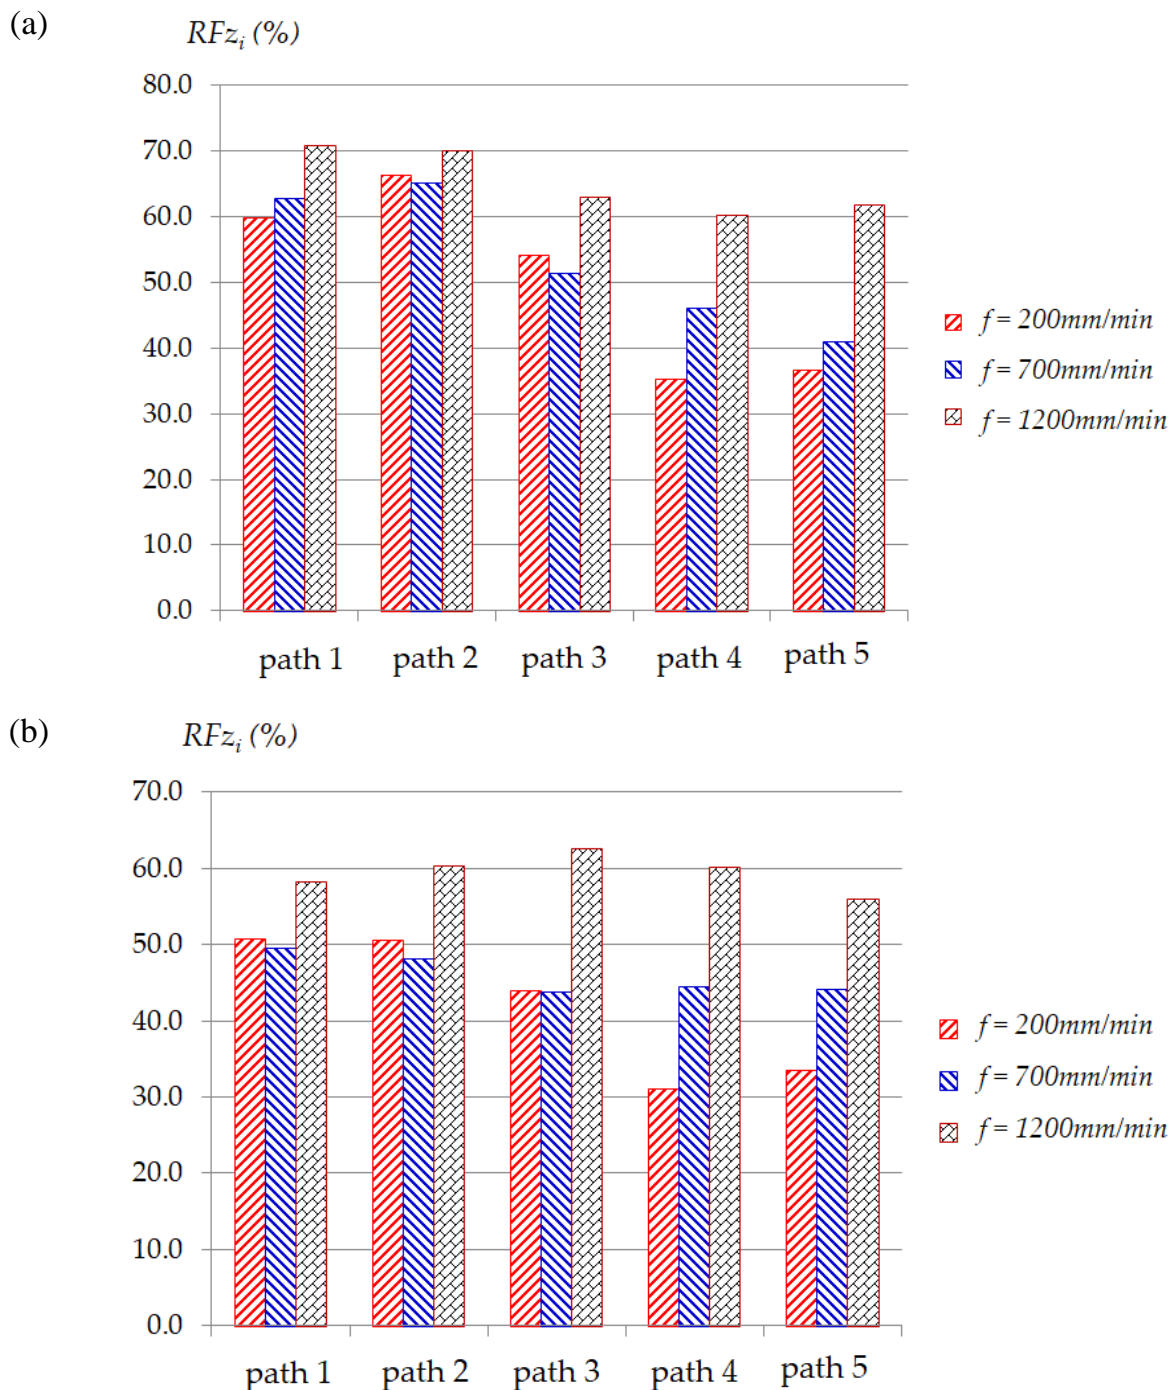 (a)
RFz_i (%)
80.0
70.0
60.0
50.0
40.0
30.0
20.0
10.0
0.0
path 1 path 2 path 3 path 4 path 5
f = 200mm/min
f = 700mm/min
f = 1200mm/min
(b)
RFz_i (%)
70.0
60.0
50.0
40.0
30.0
20.0
10.0
0.0
path 1 path 2 path 3 path 4 path 5
f = 200mm/min
f = 700mm/min
f = 1200mm/min